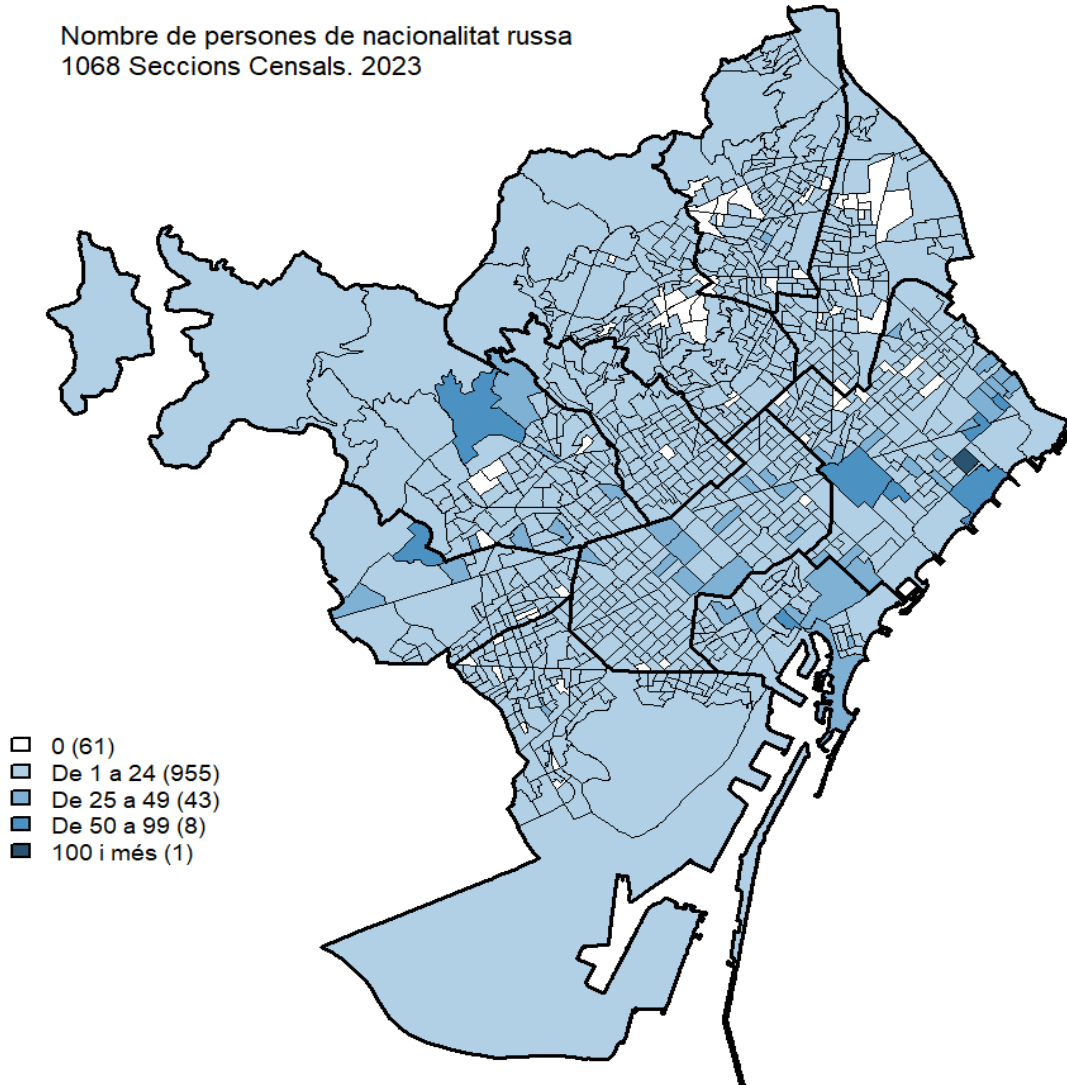 Nombre de persones de nacionalitat russa
1068 Seccions Censals. 2023
0 (61)
De 1 a 24 (955)
De 25 a 49 (43)
De 50 a 99 (8)
100 i més (1)